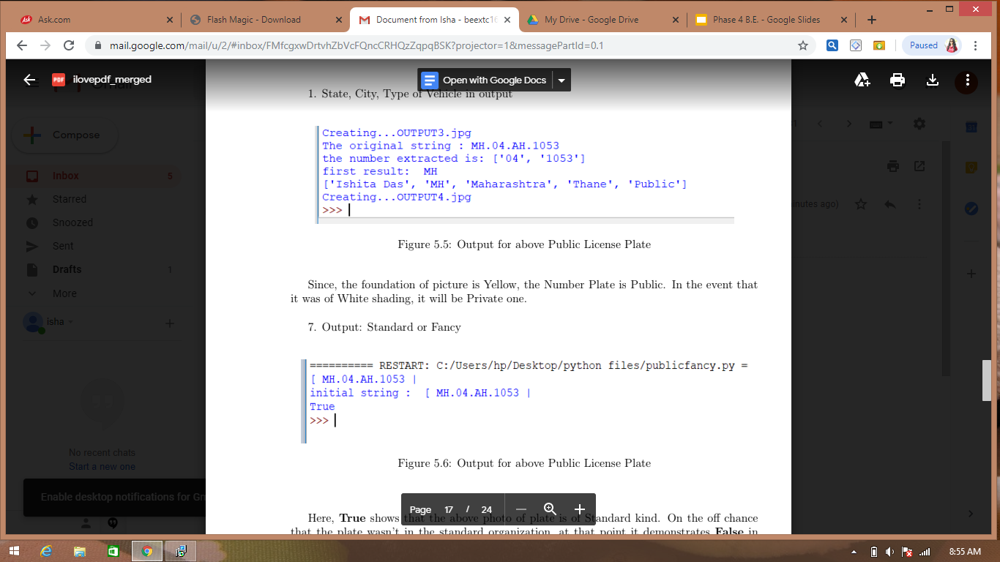 Ask.com
Flash Magic - Download
Document from Isha - beextc16
My Drive - Google Drive
Phase 4 B.E. - Google Slides
mail.google.com/mail/u/2/#inbox/FMfcgxwDrtvhZbVcFQncCRHQzZqpqBSK?projector=1&messagePartId=0.1
Paused
PDF ilovepdf_merged
Open with Google Docs
Compose
Inbox 5
Starred
Snoozed
Sent
Drafts 1
More
isha
No recent chats
Start a new one
Enable desktop notifications for Gm
inutes ago)
1. State, City, Type of Vehicle in output
Creating...OUTPUT3.jpg
The original string : MH.04.AH.1053
the number extracted is: ['04', '1053']
first result:  MH
['Ishita Das', 'MH', 'Maharashtra', 'Thane', 'Public']
Creating...OUTPUT4.jpg
>>>
Figure 5.5: Output for above Public License Plate
Since, the foundation of picture is Yellow, the Number Plate is Public. In the event that
it was of White shading, it will be Private one.
7. Output: Standard or Fancy
========== RESTART: C:/Users/hp/Desktop/python files/publicfancy.py =
[ MH.04.AH.1053 |
initial string :  [ MH.04.AH.1053 |
True
>>>
Figure 5.6: Output for above Public License Plate
Here, True shows that the above photo of plate is of Standard kind. On the off chance
that the plate wasn't in the standard organization, at that point it demonstrates False in
Page 17 / 24
8:55 AM